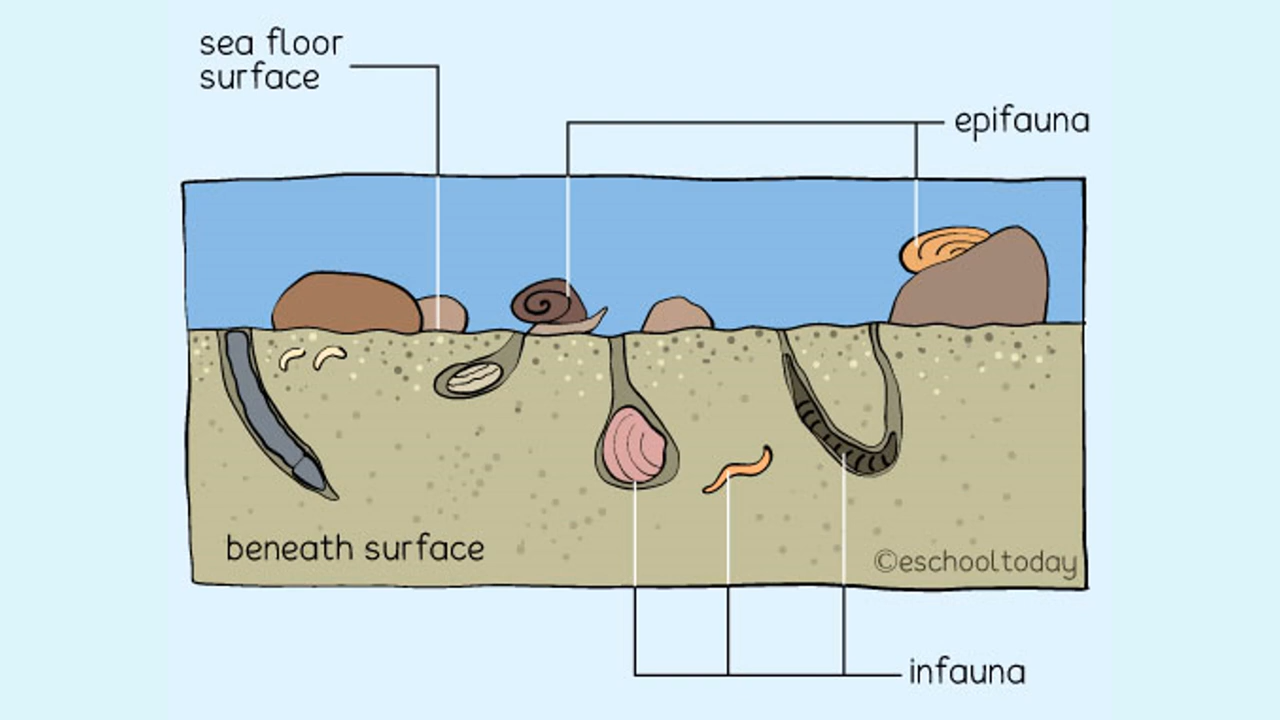 sea floor
surface
epifauna
beneath surface
©eschooltoday
infauna